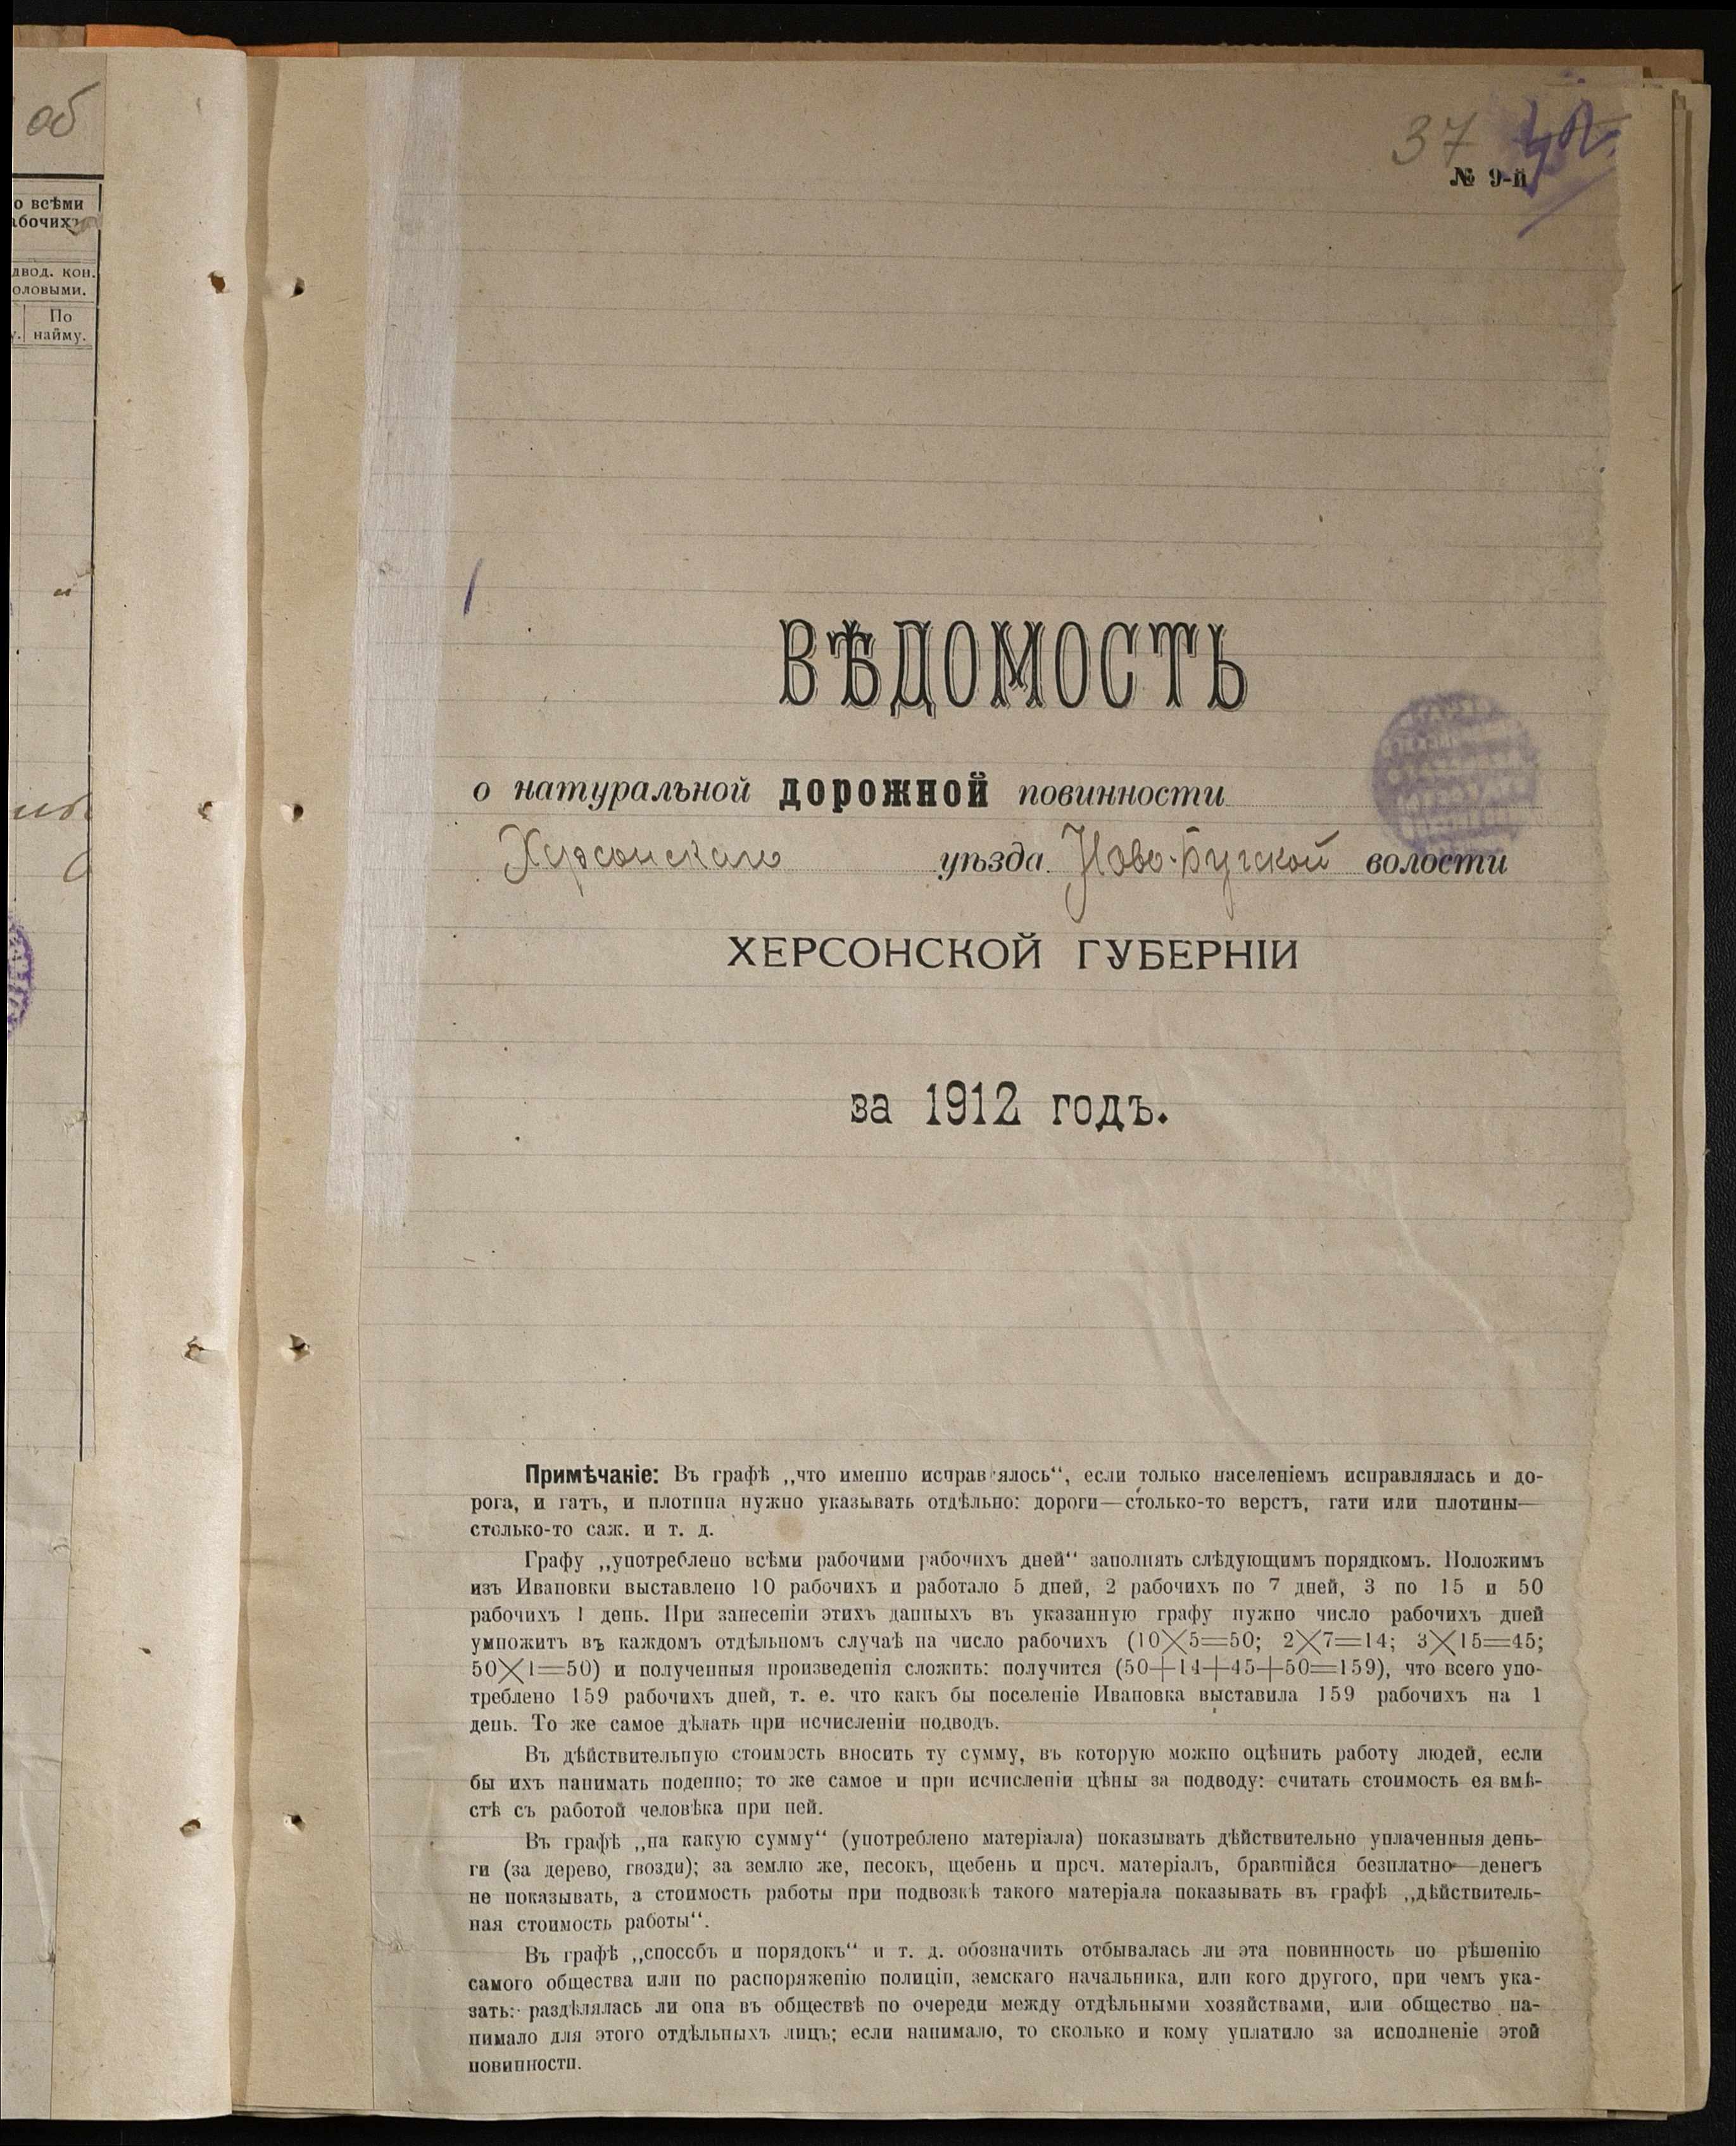 об
о всѣми
абочихъ
двод. кон.
оловыми.
По
найму.
37
№ 9-й
ВѢДОМОСТЬ
о натуральной дорожной повинности
Херсонскаго уѣзда Ново-Бугской волости
ХЕРСОНСКОЙ ГУБЕРНІИ
за 1912 годъ.
Примѣчаніе: Въ графѣ „что именно исправлялось“, если только населеніемъ исправлялась и до-
рога, и гать, и плотина нужно указывать отдѣльно: дороги—столько-то верстъ, гати или плотины—
столько-то саж. и т. д.
Графу „употреблено всѣми рабочими рабочихъ дней“ заполнять слѣдующимъ порядкомъ. Положимъ
изъ Ивановки выставлено 10 рабочихъ и работало 5 дней, 2 рабочихъ по 7 дней, 3 по 15 и 50
рабочихъ 1 день. При занесеніи этихъ данныхъ въ указанную графу нужно число рабочихъ дней
умножить въ каждомъ отдѣльномъ случаѣ на число рабочихъ (10╳5=50; 2╳7=14; 3╳15=45;
50╳1=50) и полученныя произведенія сложить: получится (50+14+45+50=159), что всего упо-
треблено 159 рабочихъ дней, т. е. что какъ бы поселеніе Ивановка выставила 159 рабочихъ на 1
день. То же самое дѣлать при исчисленіи подводъ.
Въ дѣйствительную стоимость вносить ту сумму, въ которую можно оцѣнить работу людей, если
бы ихъ нанимать поденно; то же самое и при исчисленіи цѣны за подводу: считать стоимость ея вмѣ-
стѣ съ работой человѣка при ней.
Въ графѣ „на какую сумму“ (употреблено матеріала) показывать дѣйствительно уплаченныя день-
ги (за дерево, гвозди); за землю же, песокъ, щебень и проч. матеріалъ, бравшійся безплатно—денегъ
не показывать, а стоимость работы при подвозкѣ такого матеріала показывать въ графѣ „дѣйствитель-
ная стоимость работы“.
Въ графѣ „способъ и порядокъ“ и т. д. обозначить отбывалась ли эта повинность по рѣшенію
самого общества или по распоряженію полиціи, земскаго начальника, или кого другого, при чемъ ука-
зать: раздѣлялась ли она въ обществѣ по очереди между отдѣльными хозяйствами, или общество на-
нимало для этого отдѣльныхъ лицъ; если нанимало, то сколько и кому уплатило за исполненіе этой
повинности.